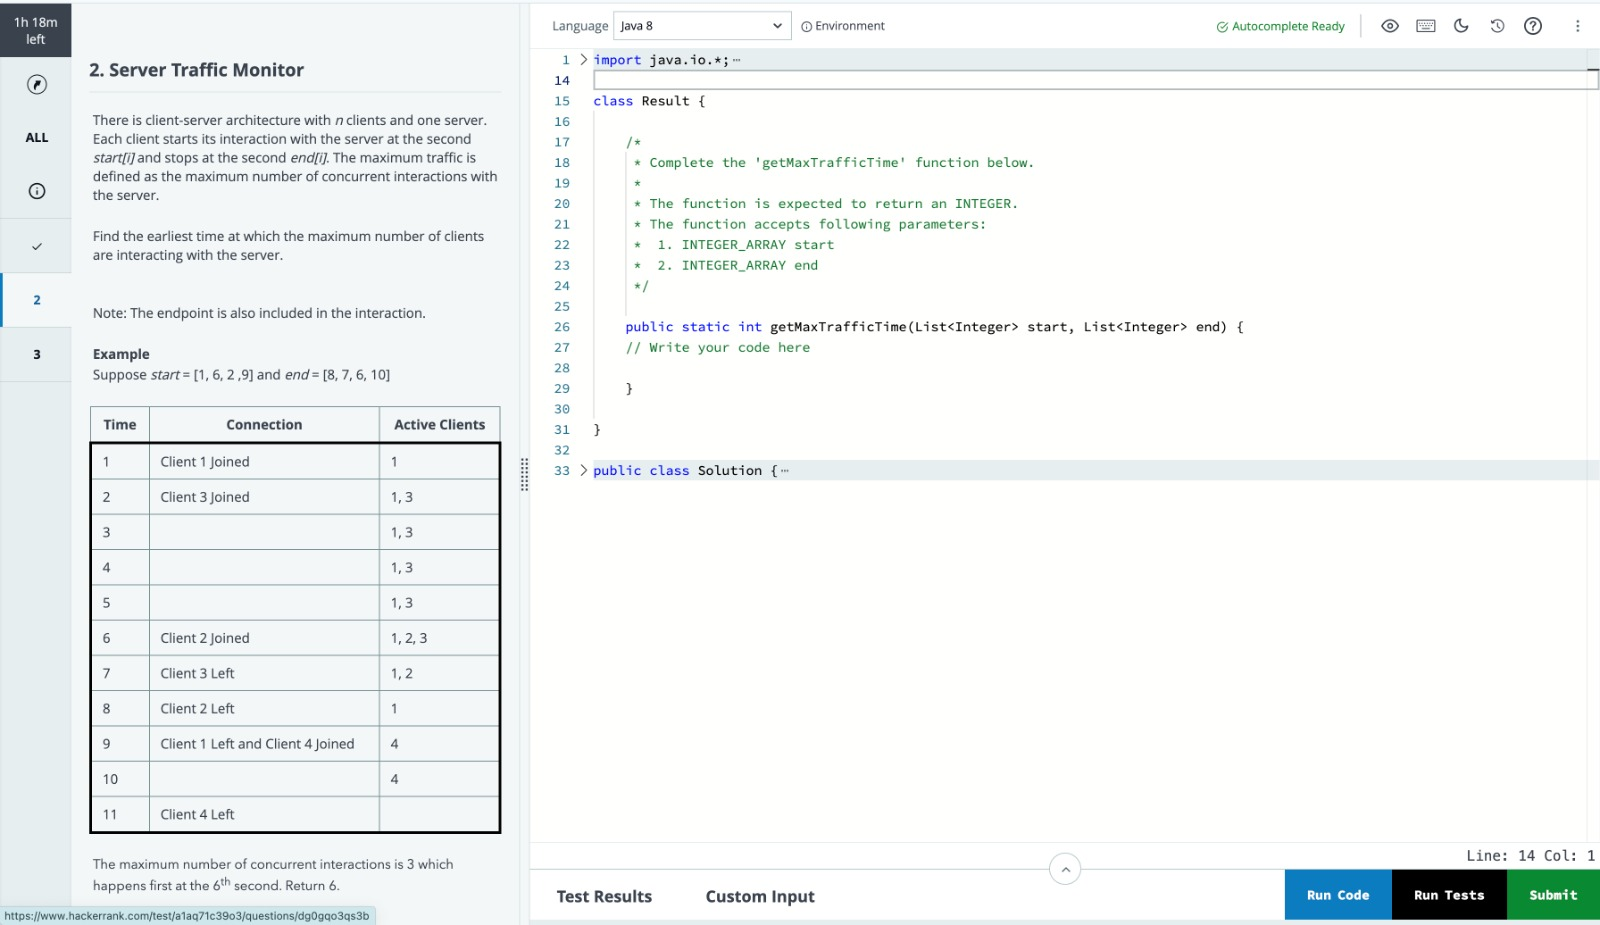 1h 18m
left
ALL
2
3
2. Server Traffic Monitor
There is client-server architecture with n clients and one server.
Each client starts its interaction with the server at the second
start[i] and stops at the second end[i]. The maximum traffic is
defined as the maximum number of concurrent interactions with
the server.
Find the earliest time at which the maximum number of clients
are interacting with the server.
Note: The endpoint is also included in the interaction.
Example
Suppose start = [1, 6, 2 ,9] and end = [8, 7, 6, 10]
Time Connection Active Clients
1 Client 1 Joined 1
2 Client 3 Joined 1, 3
3 1, 3
4 1, 3
5 1, 3
6 Client 2 Joined 1, 2, 3
7 Client 3 Left 1, 2
8 Client 2 Left 1
9 Client 1 Left and Client 4 Joined 4
10 4
11 Client 4 Left
The maximum number of concurrent interactions is 3 which
happens first at the 6th second. Return 6.
https://www.hackerrank.com/test/a1aq71c39o3/questions/dg0gqo3qs3b
Language Java 8 Environment Autocomplete Ready
1 import java.io.*;…
14
15 class Result {
16
17 /*
18 * Complete the 'getMaxTrafficTime' function below.
19 *
20 * The function is expected to return an INTEGER.
21 * The function accepts following parameters:
22 * 1. INTEGER_ARRAY start
23 * 2. INTEGER_ARRAY end
24 */
25
26 public static int getMaxTrafficTime(List<Integer> start, List<Integer> end) {
27 // Write your code here
28
29 }
30
31 }
32
33 public class Solution {…
Line: 14 Col: 1
Test Results Custom Input Run Code Run Tests Submit